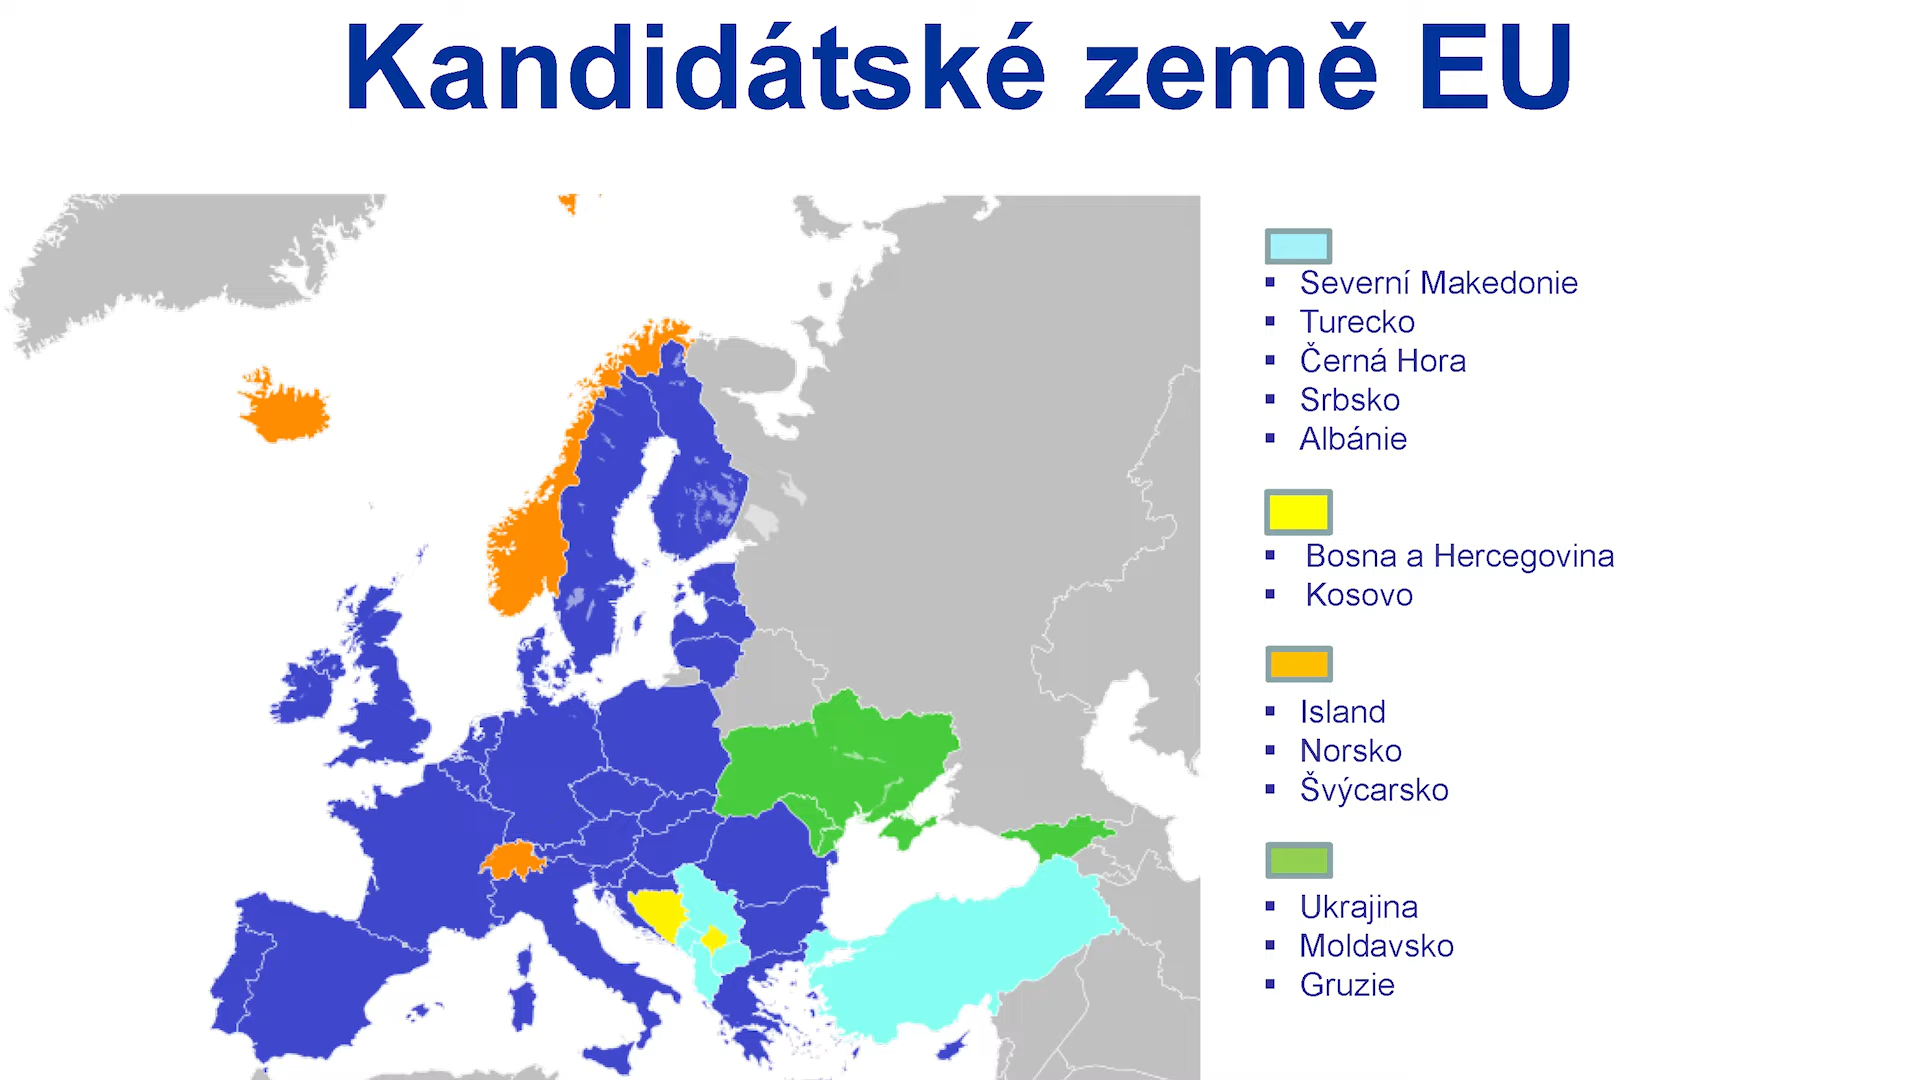 Kandidátské země EU
▪ Severní Makedonie
▪ Turecko
▪ Černá Hora
▪ Srbsko
▪ Albánie
▪ Bosna a Hercegovina
▪ Kosovo
▪ Island
▪ Norsko
▪ Švýcarsko
▪ Ukrajina
▪ Moldavsko
▪ Gruzie